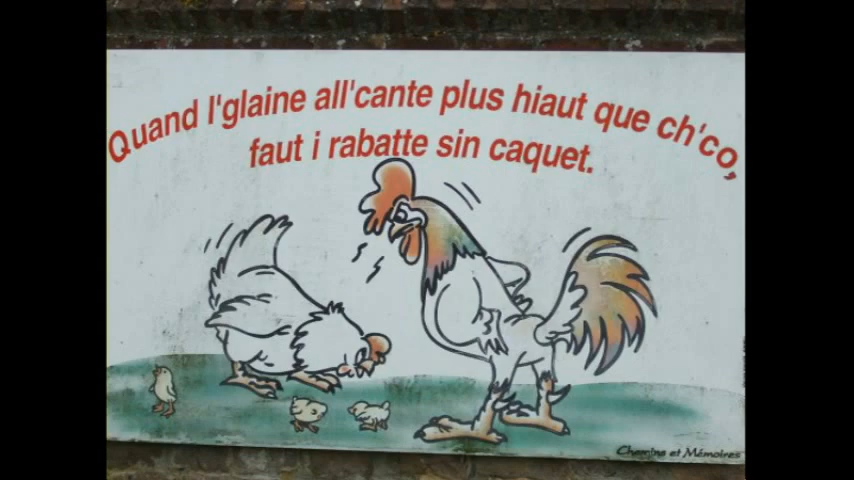 Quand l'glaine all'cante plus hiaut que ch'co,
faut i rabatte sin caquet.
Chemins et Mémoires